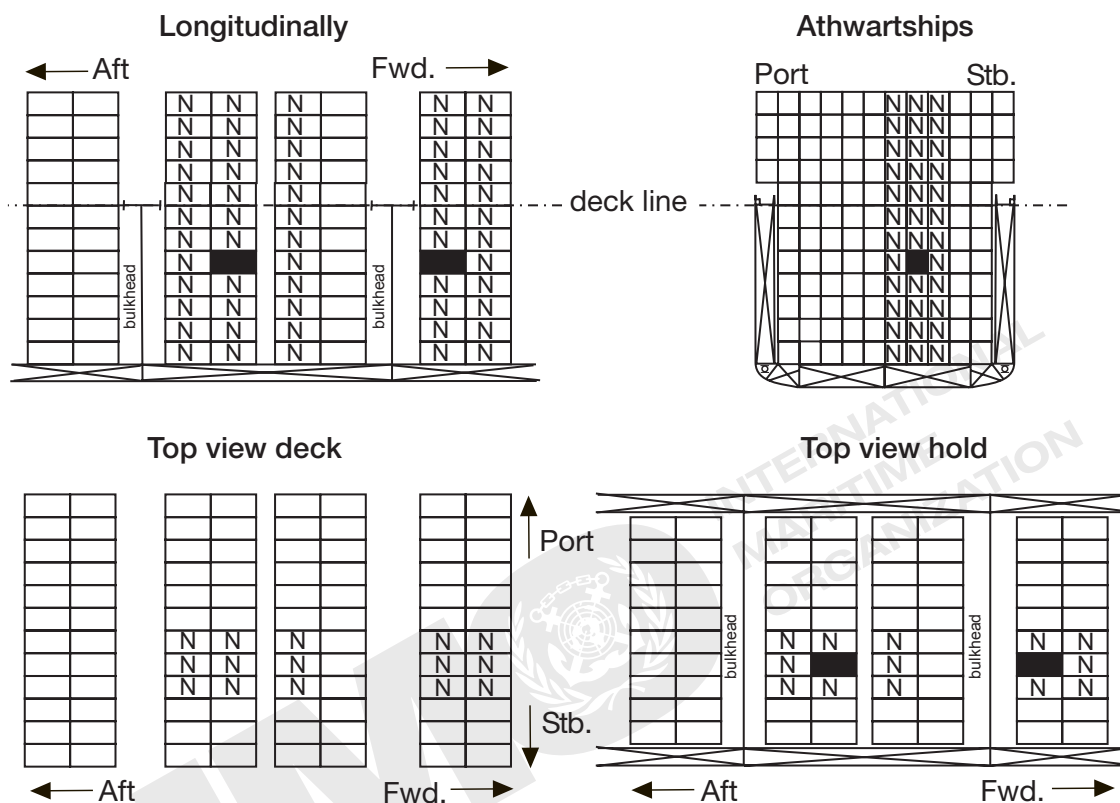 Longitudinally
Athwartships
Aft
Fwd.
Port
Stb.
N N N N N
N N N N N
N N N N N
N N N N N
N N N N N
N N N N N
N N N N N
N N N
N N N N N
N N N N N
N N N N N
N N N N N
bulkhead
bulkhead
deck line
N N N
N N N
N N N
N N N
N N N
N N N
N N N
N N
N N N
N N N
N N N
N N N
Top view deck
Top view hold
Port
N N N N N
N N N N N
N N N N N
Stb.
Aft
Fwd.
bulkhead
bulkhead
N N N N N
N N N
N N N N N
Aft
Fwd.
INTERNATIONAL
MARITIME
ORGANIZATION
IMO